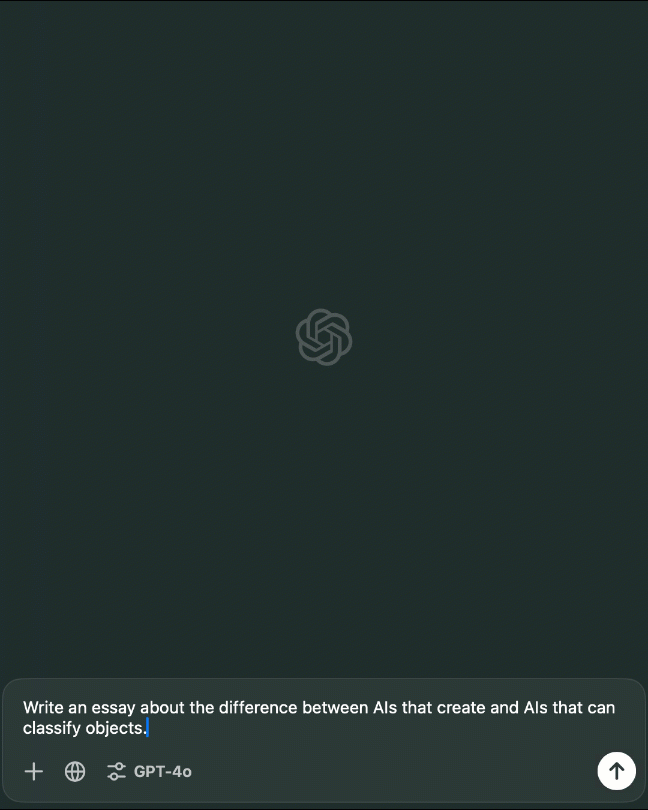 Write an essay about the difference between AIs that create and AIs that can
classify objects.
GPT-4o